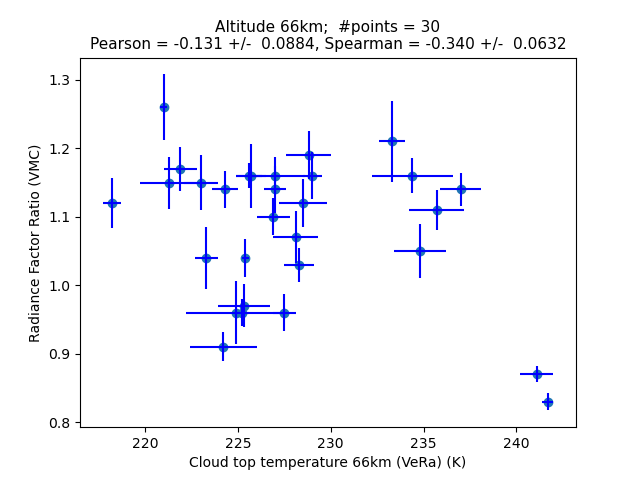 Altitude 66km;  #points = 30
Pearson = -0.131 +/-  0.0884, Spearman = -0.340 +/-  0.0632
1.3
1.2
1.1
1.0
0.9
0.8
Radiance Factor Ratio (VMC)
220
225
230
235
240
Cloud top temperature 66km (VeRa) (K)